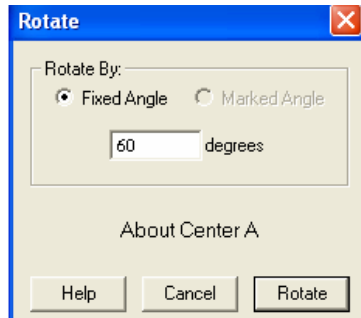 Rotate
Rotate By:
Fixed Angle Marked Angle
60 degrees
About Center A
Help Cancel Rotate